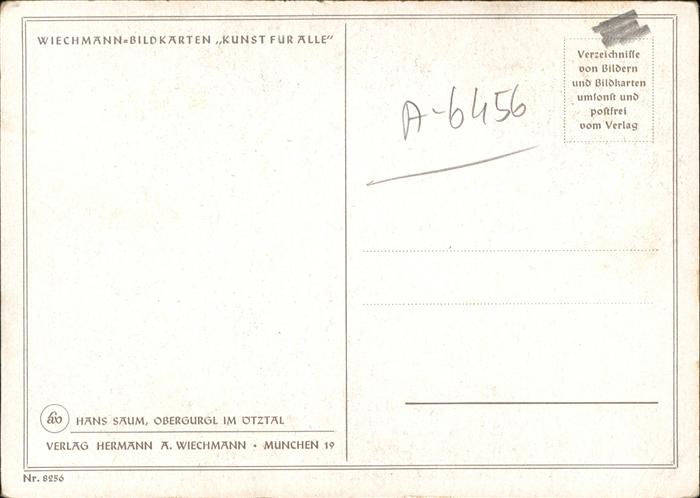 WIECHMANN=BILDKARTEN „KUNST FÜR ALLE"
Verzeichnisse
von Bildern
und Bildkarten
umsonst und
postfrei
vom Verlag
A-6456
HANS SAUM, OBERGURGL IM ÖTZTAL
VERLAG HERMANN A. WIECHMANN · MÜNCHEN 19
Nr. 8256